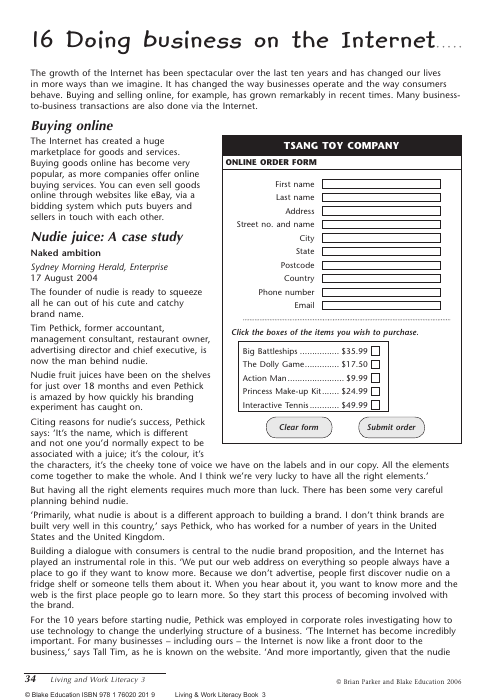 16 Doing business on the Internet.....
The growth of the Internet has been spectacular over the last ten years and has changed our lives
in more ways than we imagine. It has changed the way businesses operate and the way consumers
behave. Buying and selling online, for example, has grown remarkably in recent times. Many business-
to-business transactions are also done via the Internet.
Buying online
The Internet has created a huge
marketplace for goods and services.
Buying goods online has become very
popular, as more companies offer online
buying services. You can even sell goods
online through websites like eBay, via a
bidding system which puts buyers and
sellers in touch with each other.
Nudie juice: A case study
Naked ambition
Sydney Morning Herald, Enterprise
17 August 2004
The founder of nudie is ready to squeeze
all he can out of his cute and catchy
brand name.
Tim Pethick, former accountant,
management consultant, restaurant owner,
advertising director and chief executive, is
now the man behind nudie.
Nudie fruit juices have been on the shelves
for just over 18 months and even Pethick
is amazed by how quickly his branding
experiment has caught on.
Citing reasons for nudie's success, Pethick
says: 'It's the name, which is different
and not one you'd normally expect to be
associated with a juice; it's the colour, it's
the characters, it's the cheeky tone of voice we have on the labels and in our copy. All the elements
come together to make the whole. And I think we're very lucky to have all the right elements.'
But having all the right elements requires much more than luck. There has been some very careful
planning behind nudie.
'Primarily, what nudie is about is a different approach to building a brand. I don't think brands are
built very well in this country,' says Pethick, who has worked for a number of years in the United
States and the United Kingdom.
Building a dialogue with consumers is central to the nudie brand proposition, and the Internet has
played an instrumental role in this. 'We put our web address on everything so people always have a
place to go if they want to know more. Because we don't advertise, people first discover nudie on a
fridge shelf or someone tells them about it. When you hear about it, you want to know more and the
web is the first place people go to learn more. So they start this process of becoming involved with
the brand.
For the 10 years before starting nudie, Pethick was employed in corporate roles investigating how to
use technology to change the underlying structure of a business. 'The Internet has become incredibly
important. For many businesses – including ours – the Internet is now like a front door to the
business,' says Tall Tim, as he is known on the website. 'And more importantly, given that the nudie
TSANG TOY COMPANY
ONLINE ORDER FORM
First name
Last name
Address
Street no. and name
City
State
Postcode
Country
Phone number
Email
Click the boxes of the items you wish to purchase.
Big Battleships .............. $35.99
The Dolly Game............. $17.50
Action Man..................... $9.99
Princess Make-up Kit....... $24.99
Interactive Tennis.......... $49.99
Clear form Submit order
34 Living and Work Literacy 3
© Brian Parker and Blake Education 2006
© Blake Education ISBN 978 1 76020 201 9 Living & Work Literacy Book 3